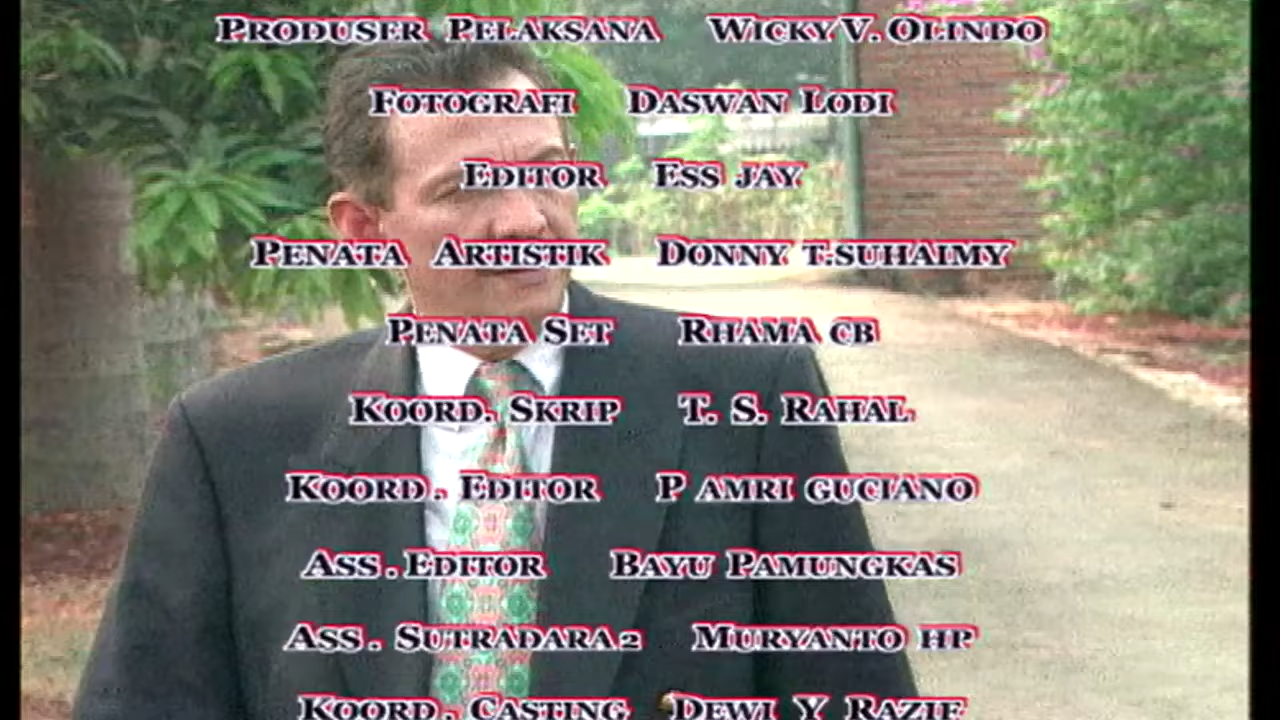 PRODUSER PELAKSANA WICKY V. OLINDO
FOTOGRAFI DASWAN LODI
EDITOR ESS JAY
PENATA ARTISTIK DONNY T.SUHAIMY
PENATA SET RHAMA CB
KOORD. SKRIP T. S. RAHAL
KOORD. EDITOR P AMRI GUCIANO
ASS. EDITOR BAYU PAMUNGKAS
ASS. SUTRADARA 2 MURYANTO HP
KOORD. CASTING DEWI Y RAZIF